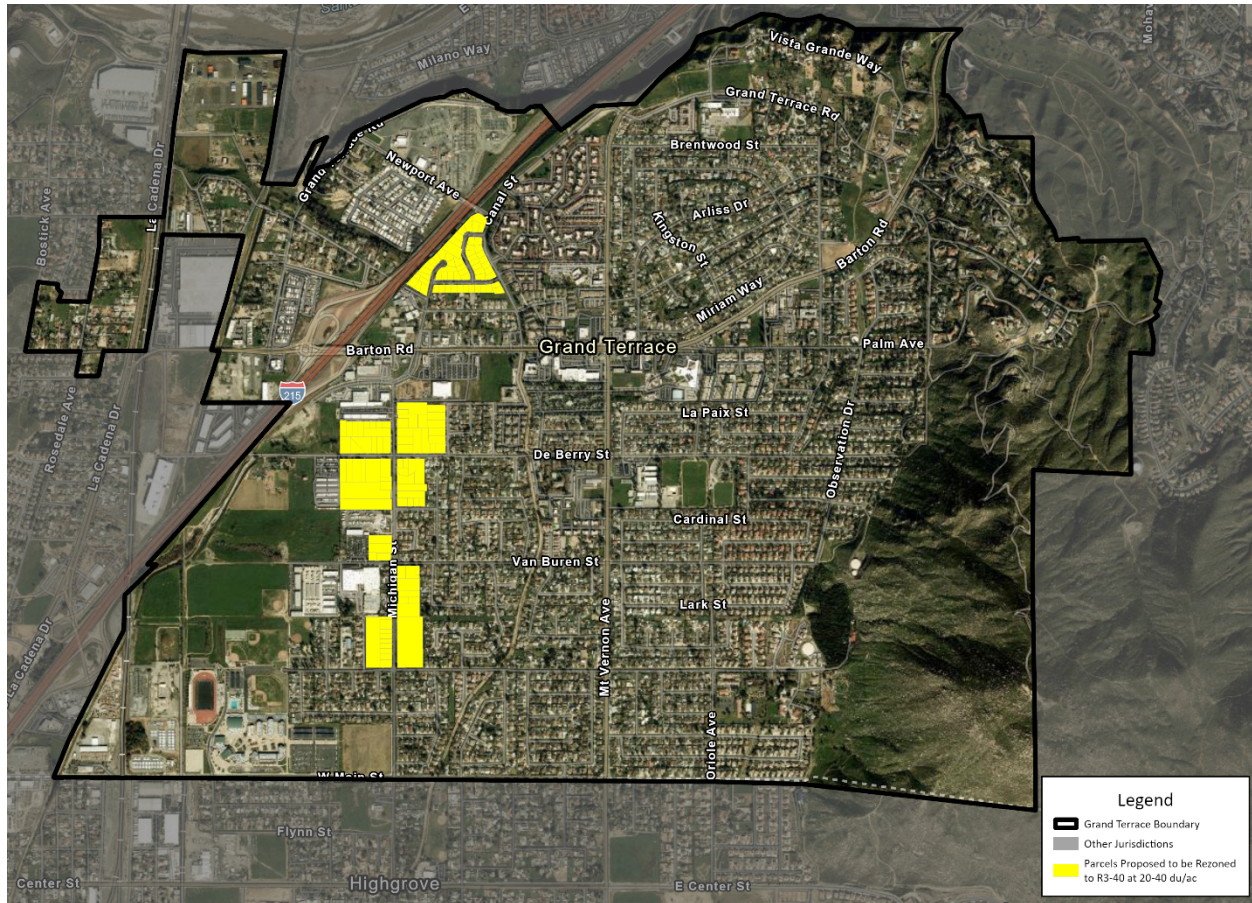 Milano Way
Mohav
Vista Grande Way
La Cadena Dr
Grand Terrace Rd
Brentwood St
Newport Ave
Canal St
Bostick Ave
Arliss Dr
Kingston St
Barton Rd
Miriam Way
Barton Rd
Grand Terrace
Palm Ave
215
Rosedale Ave
La Cadena Dr
La Paix St
Observation Dr
De Berry St
Cardinal St
Michigan St
Van Buren St
Lark St
Mt Vernon Ave
La Cadena Dr
Oriole Ave
W Main St
Flynn St
Center St
Highgrove
E Center St
Legend
Grand Terrace Boundary
Other Jurisdictions
Parcels Proposed to be Rezoned
to R3-40 at 20-40 du/ac